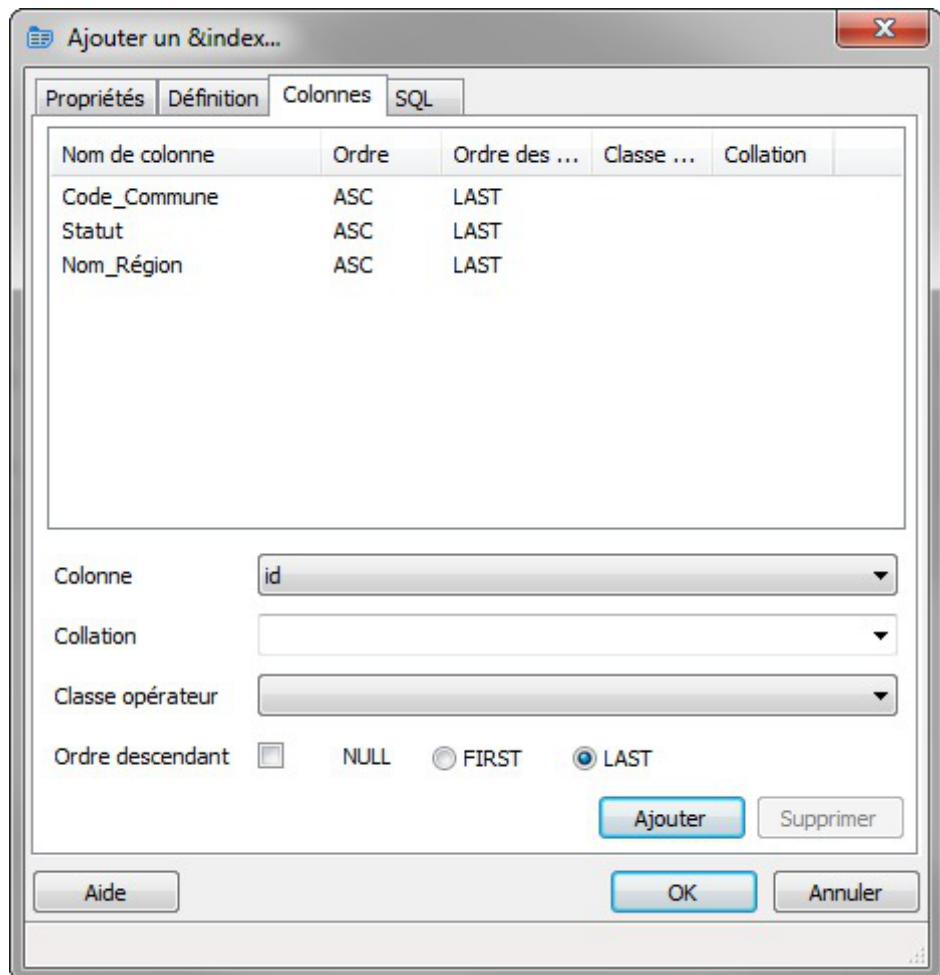 Ajouter un &index...
Propriétés Définition Colonnes SQL
Nom de colonne Ordre Ordre des ... Classe ... Collation
Code_Commune ASC LAST
Statut ASC LAST
Nom_Région ASC LAST
Colonne id
Collation
Classe opérateur
Ordre descendant NULL FIRST LAST
Ajouter Supprimer
Aide OK Annuler